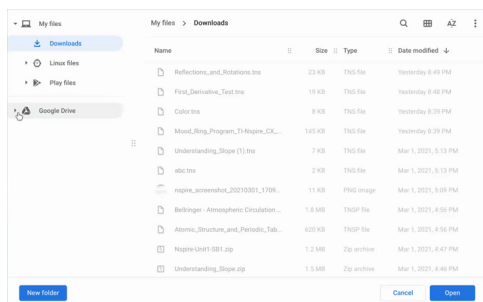 My files
Downloads
Linux files
Play files
Google Drive
My files > Downloads
AZ
Name Size Type Date modified
Reflections_and_Rotations.tns 23 KB TNS file Yesterday 8:49 PM
First_Derivative_Test.tns 19 KB TNS file Yesterday 8:48 PM
Color.tns 8 KB TNS file Yesterday 8:39 PM
Mood_Ring_Program_TI-Nspire_CX_... 145 KB TNS file Yesterday 8:39 PM
Understanding_Slope (1).tns 7 KB TNS file Mar 1, 2021, 5:13 PM
abc.tns 2 KB TNS file Mar 1, 2021, 5:13 PM
nspire_screenshot_20210301_1709... 11 KB PNG image Mar 1, 2021, 5:09 PM
Bellringer - Atmospheric Circulation ... 1.8 MB TNSP file Mar 1, 2021, 4:56 PM
Atomic_Structure_and_Periodic_Tab... 620 KB TNSP file Mar 1, 2021, 4:56 PM
Nspire-Unit1-SB1.zip 1.2 MB Zip archive Mar 1, 2021, 4:47 PM
Understanding_Slope.zip 1.5 MB Zip archive Mar 1, 2021, 4:46 PM
New folder Cancel Open